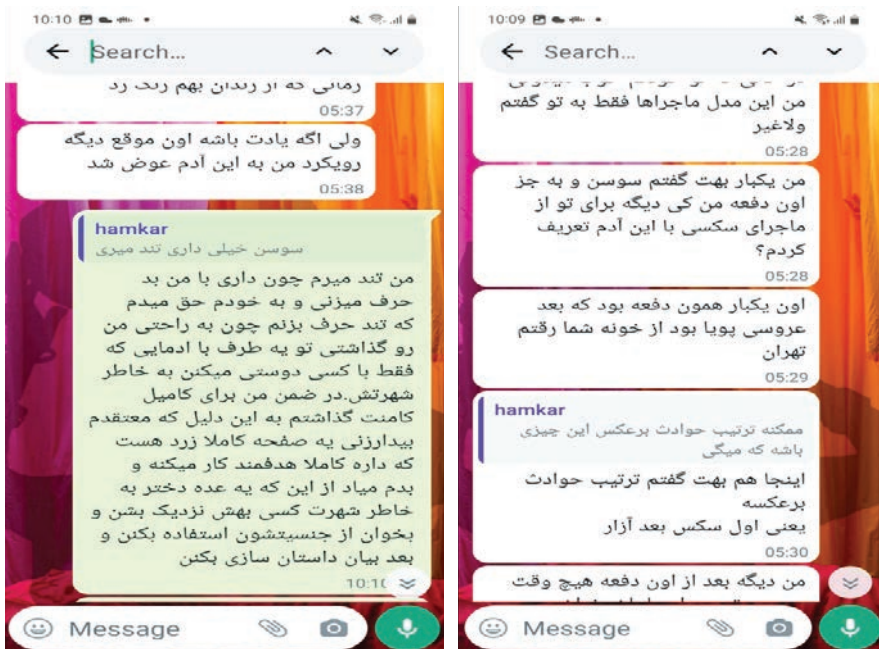 10:10
Search...
زمانی که از زندان بهم زنگ زد
05:37
ولی اگه یادت باشه اون موقع دیگه
رویکرد من به این آدم عوض شد
05:38
hamkar
سوسن خیلی داری تند میری
من تند میرم چون داری با من بد
حرف میزنی و به خودم حق میدم
که تند حرف بزنم چون به راحتی من
رو گذاشتی تو یه طرف با ادمایی که
فقط با کسی دوستی میکنن به خاطر
شهرتش.در ضمن من برای کامیل
کامنت گذاشتم به این دلیل که معتقدم
بیدارزنی یه صفحه کاملا زرد هست
که داره کاملا هدفمند کار میکنه و
بدم میاد از این که یه عده دختر به
خاطر شهرت کسی بهش نزدیک بشن و
بخوان از جنسیتشون استفاده بکنن و
بعد بیان داستان سازی بکنن
10:10
Message
10:09
Search...
من این مدل ماجراها فقط به تو گفتم
ولاغیر
05:28
من یکبار بهت گفتم سوسن و به جز
اون دفعه من کی دیگه برای تو از
ماجرای سکسی با این آدم تعریف
کردم؟
05:28
اون یکبار همون دفعه بود که بعد
عروسی پویا بود از خونه شما رقتم
تهران
05:29
hamkar
ممکنه ترتیب حوادث برعکس این چیزی
باشه که میگی
اینجا هم بهت گفتم ترتیب حوادث
برعکسه
یعنی اول سکس بعد آزار
05:30
من دیگه بعد از اون دفعه هیچ وقت
Message